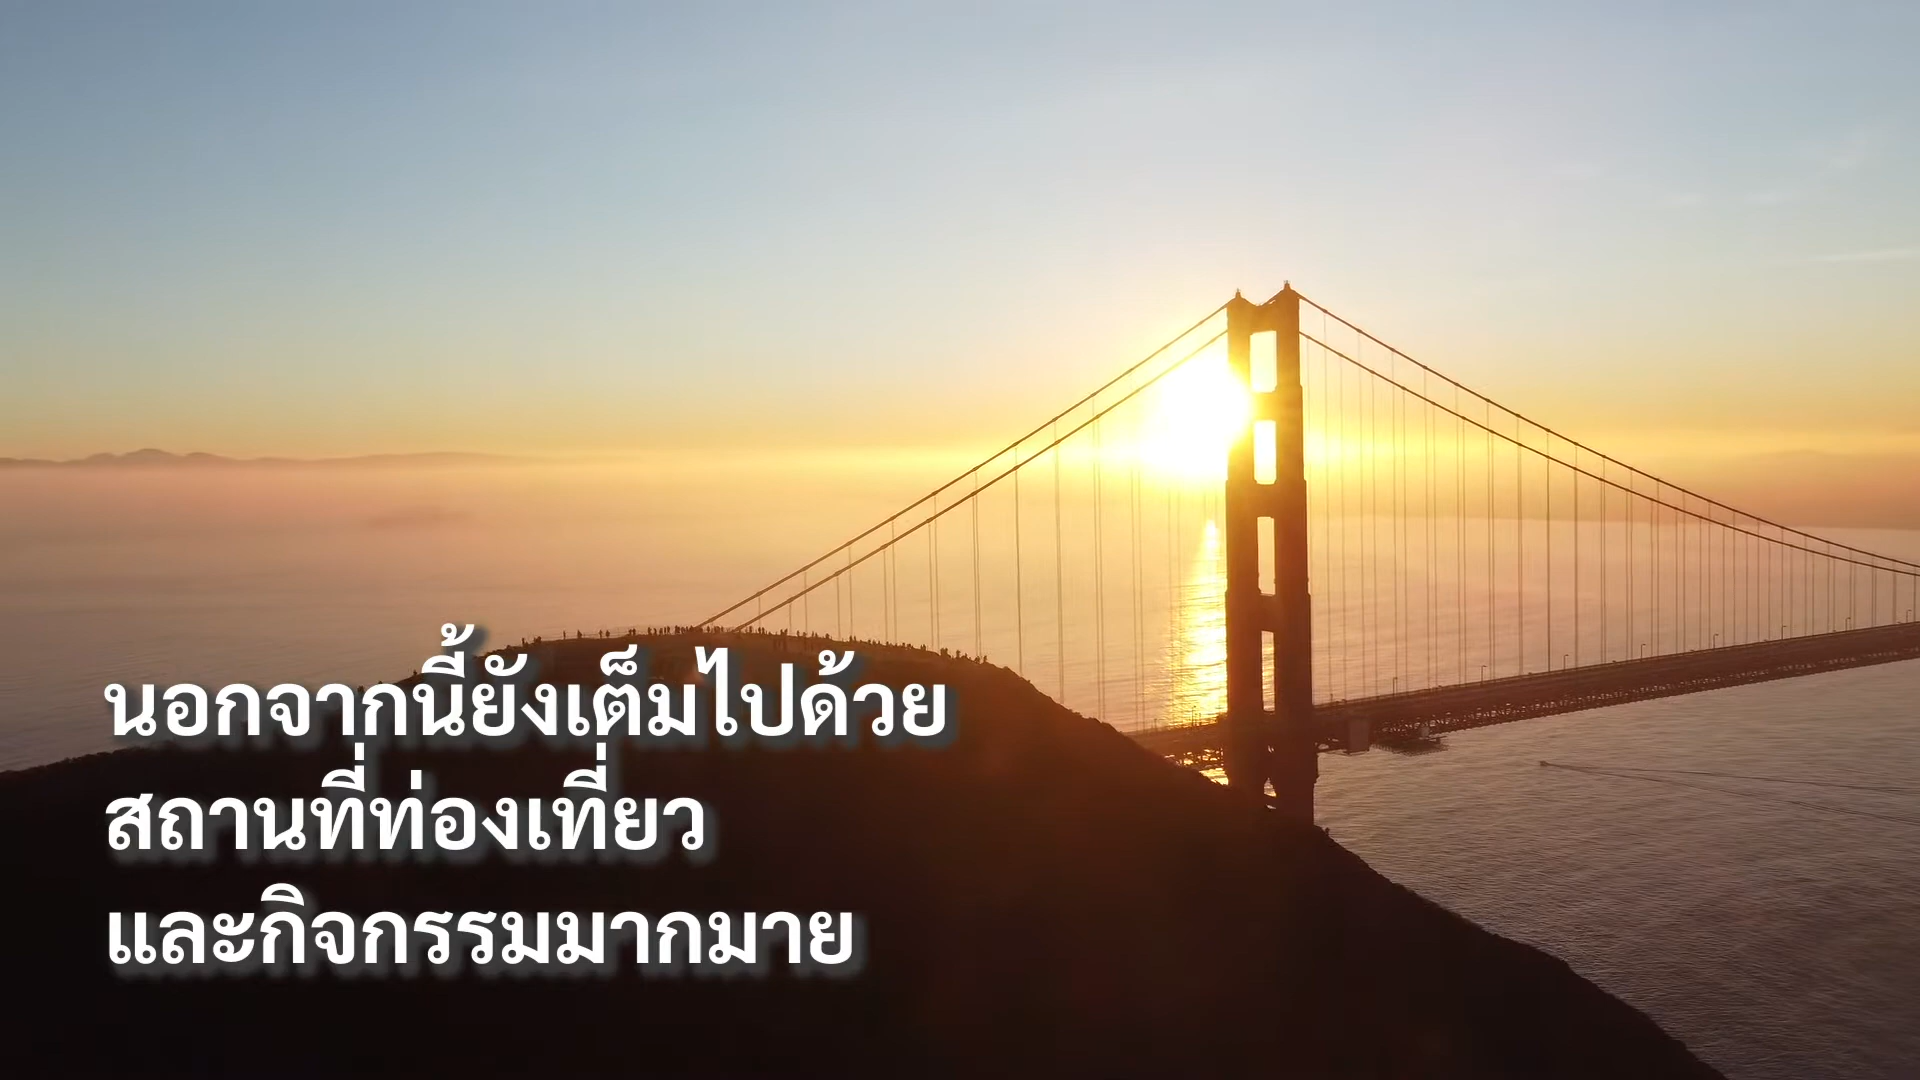 นอกจากนี้ยังเต็มไปด้วย
สถานที่ท่องเที่ยว
และกิจกรรมมากมาย